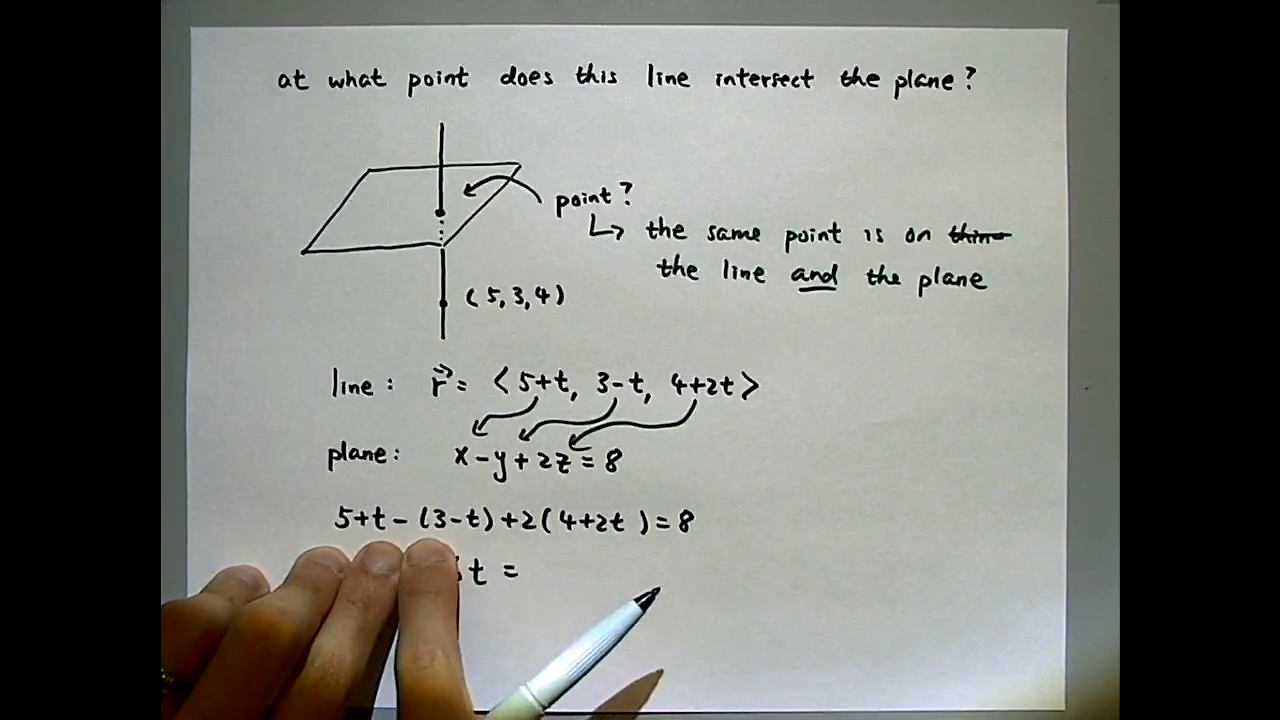 at what point does this line intersect the plane?
point?
↳ the same point is on
the line and the plane
(5,3,4)
line: r⃗ = <5+t, 3-t, 4+2t>
plane: x-y+2z=8
5+t-(3-t)+2(4+2t)=8
t =